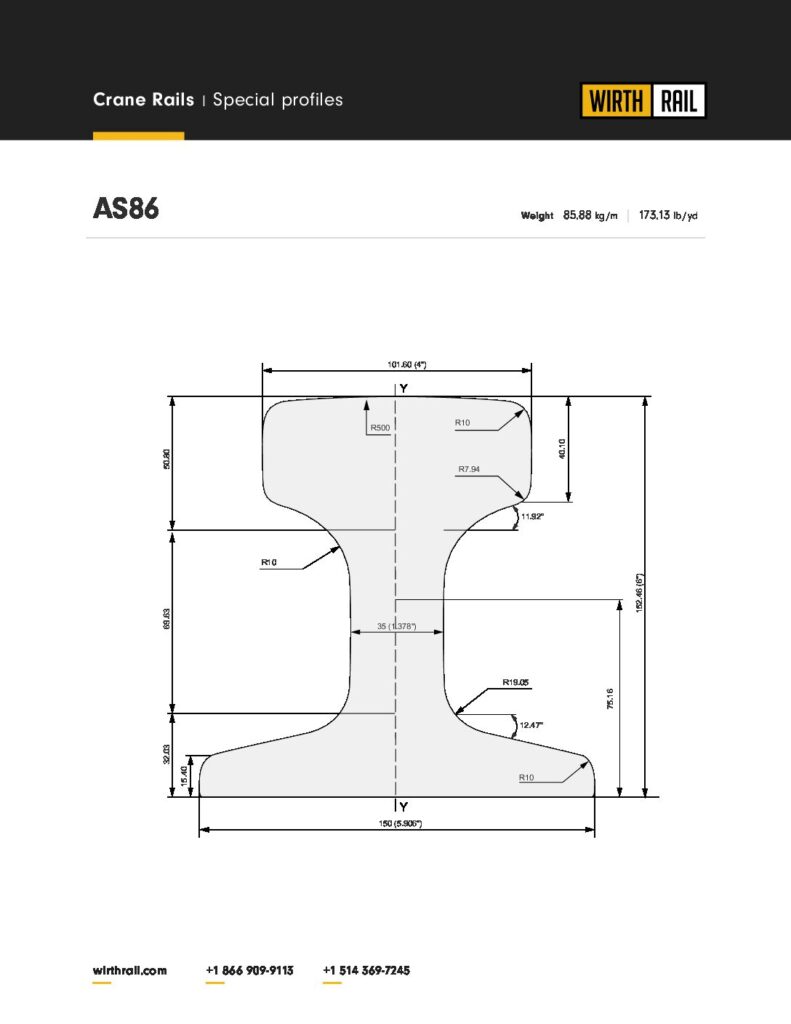 Crane Rails | Special profiles
WIRTH RAIL
AS86
Weight 85,88 kg/m | 173,13 lb/yd
101.60 (4")
Y
R500
R10
50.80
40.10
R7.94
11.92°
R10
152.46 (6")
69.63
35 (1.378")
R19.05
75.16
12.47°
32.03
15.40
R10
Y
150 (5.906")
wirthrail.com
+1 866 909-9113
+1 514 369-7245